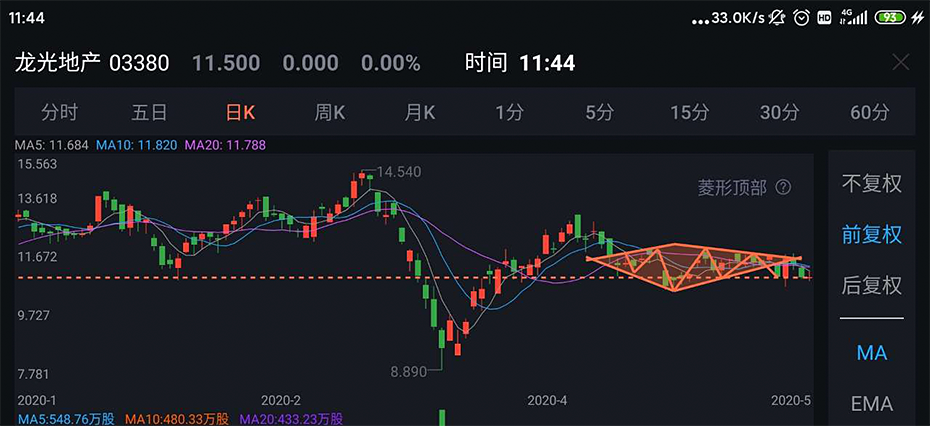 11:44 ...33.0K/s HD 4G 93
龙光地产 03380 11.500 0.000 0.00% 时间 11:44
分时 五日 日K 周K 月K 1分 5分 15分 30分 60分
MA5: 11.684 MA10: 11.820 MA20: 11.788
15.563
14.540
菱形顶部 ?
不复权
13.618
前复权
11.672
后复权
9.727
MA
7.781
8.890
2020-1 2020-2 2020-4 2020-5
EMA
MA5:548.76万股 MA10:480.33万股 MA20:433.23万股